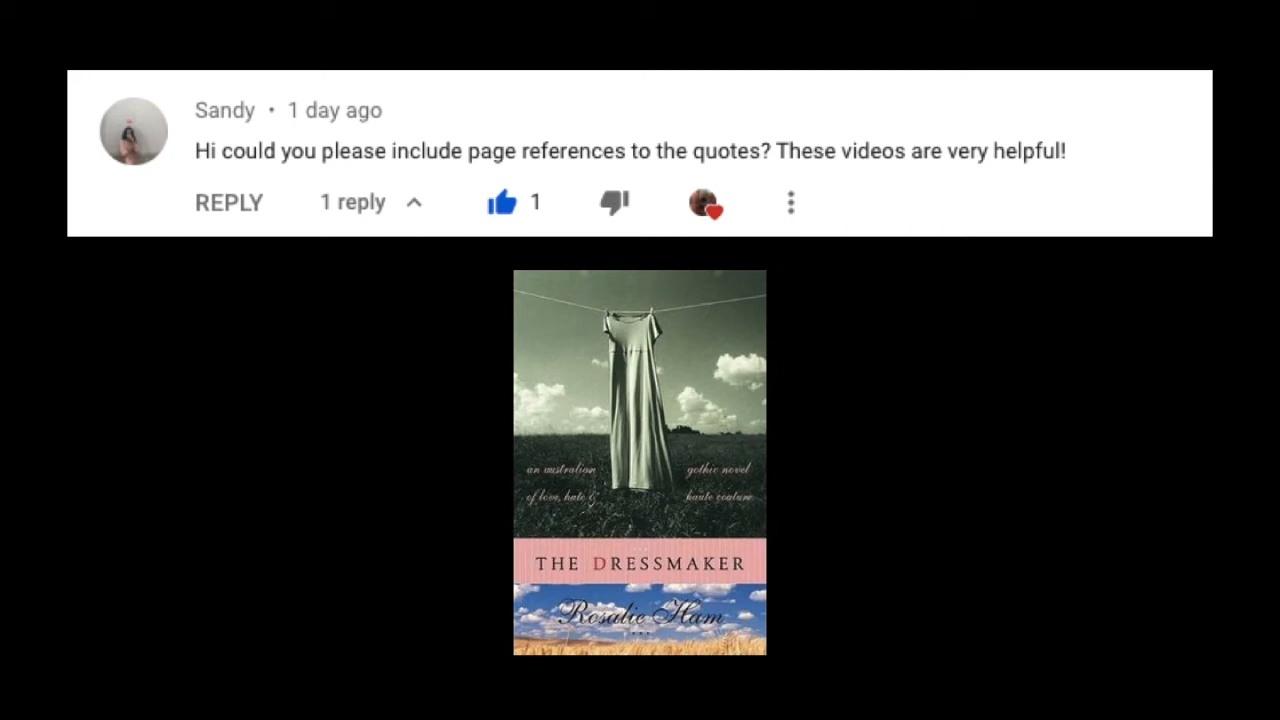 Sandy • 1 day ago
Hi could you please include page references to the quotes? These videos are very helpful!
REPLY 1 reply 1
an australian gothic novel
of love, hate & haute couture
THE DRESSMAKER
Rosalie Ham